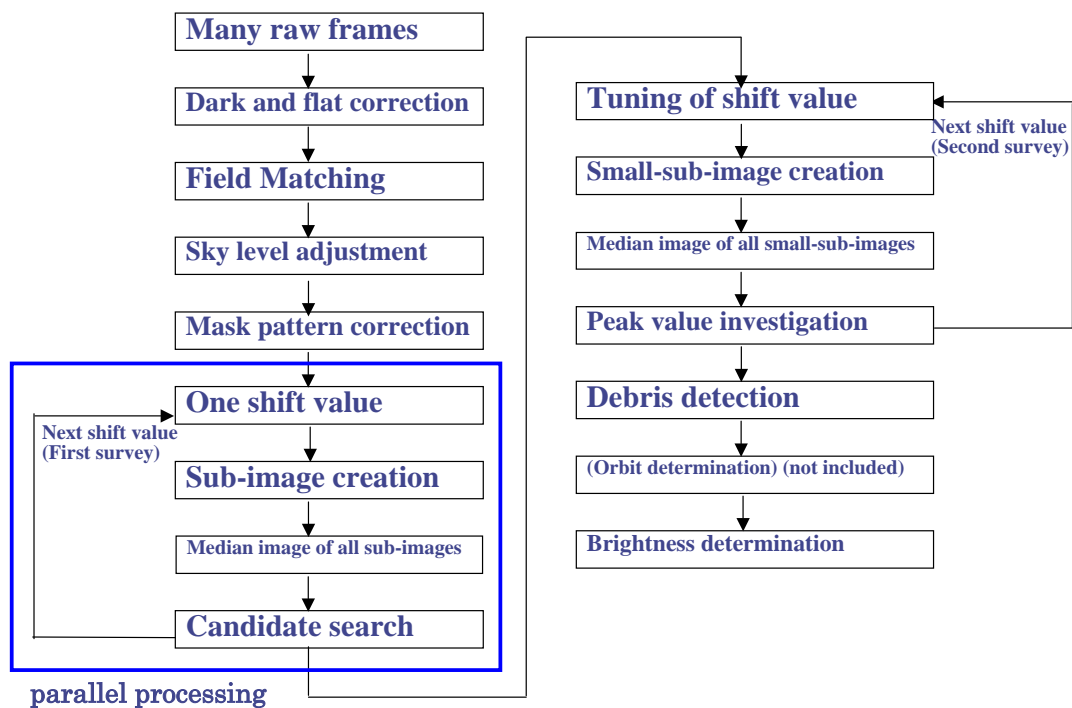 Many raw frames
Dark and flat correction
Field Matching
Sky level adjustment
Mask pattern correction
One shift value
Next shift value
(First survey)
Sub-image creation
Median image of all sub-images
Candidate search
parallel processing
Tuning of shift value
Next shift value
(Second survey)
Small-sub-image creation
Median image of all small-sub-images
Peak value investigation
Debris detection
(Orbit determination) (not included)
Brightness determination